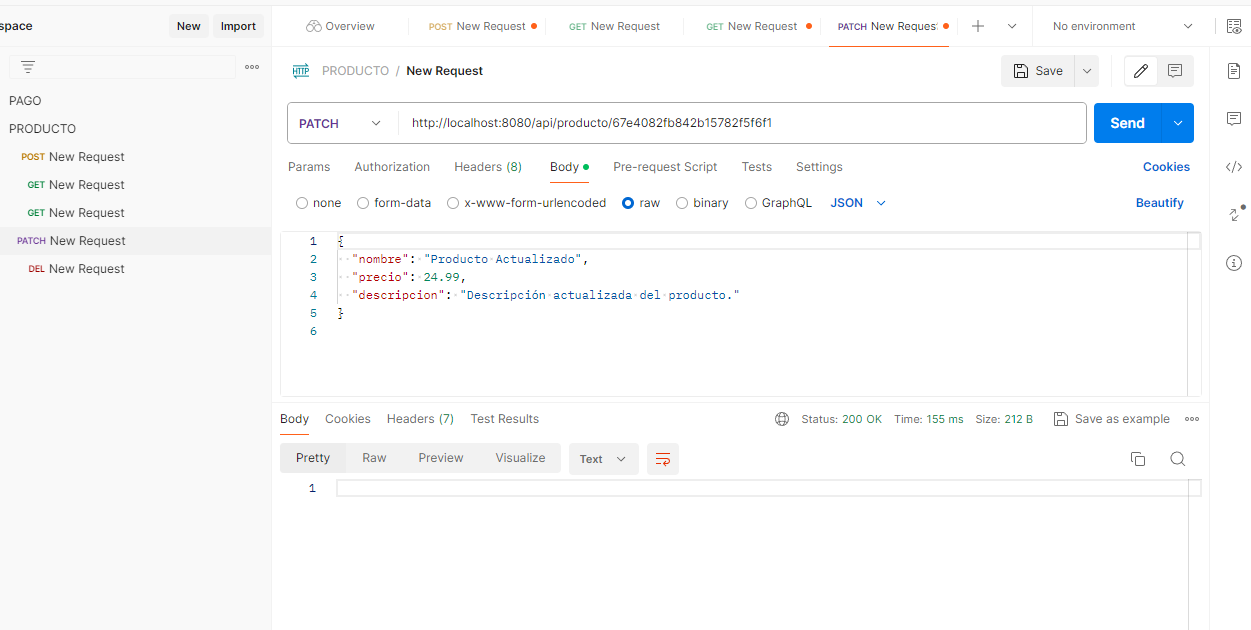 space New Import Overview POST New Request GET New Request GET New Request PATCH New Reques No environment
PRODUCTO / New Request Save
PAGO
PRODUCTO
POST New Request
GET New Request
GET New Request
PATCH New Request
DEL New Request
PATCH http://localhost:8080/api/producto/67e4082fb842b15782f5f6f1 Send
Params Authorization Headers (8) Body Pre-request Script Tests Settings Cookies
none form-data x-www-form-urlencoded raw binary GraphQL JSON Beautify
1 {
2 "nombre": "Producto Actualizado",
3 "precio": 24.99,
4 "descripcion": "Descripción actualizada del producto."
5 }
6
Body Cookies Headers (7) Test Results Status: 200 OK Time: 155 ms Size: 212 B Save as example
Pretty Raw Preview Visualize Text
1